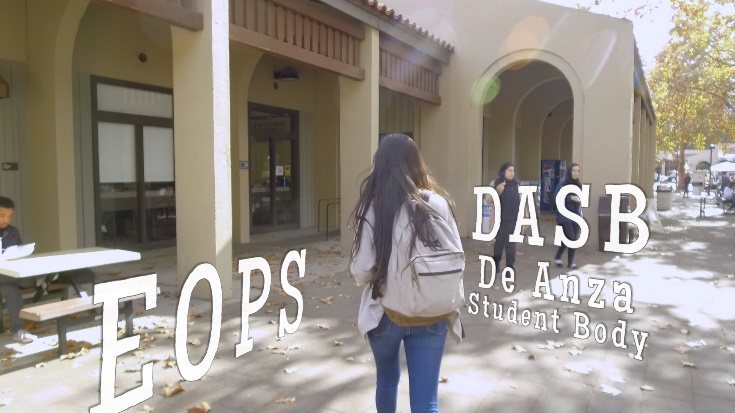 EOPS
DASB
De Anza
Student Body